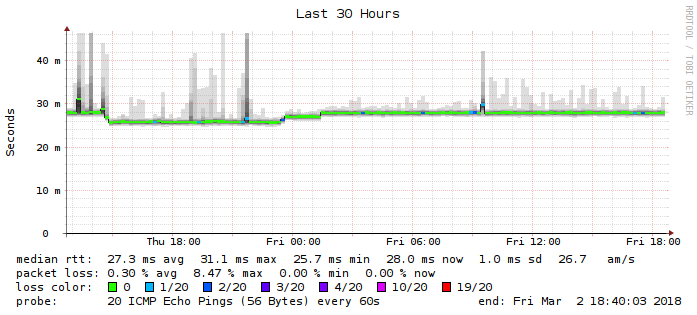 Last 30 Hours
RRDTOOL / TOBI OETIKER
Seconds
40 m
30 m
20 m
10 m
0
Thu 18:00 Fri 00:00 Fri 06:00 Fri 12:00 Fri 18:00
median rtt: 27.3 ms avg 31.1 ms max 25.7 ms min 28.0 ms now 1.0 ms sd 26.7 am/s
packet loss: 0.30 % avg 8.47 % max 0.00 % min 0.00 % now
loss color: 0 1/20 2/20 3/20 4/20 10/20 19/20
probe: 20 ICMP Echo Pings (56 Bytes) every 60s end: Fri Mar 2 18:40:03 2018